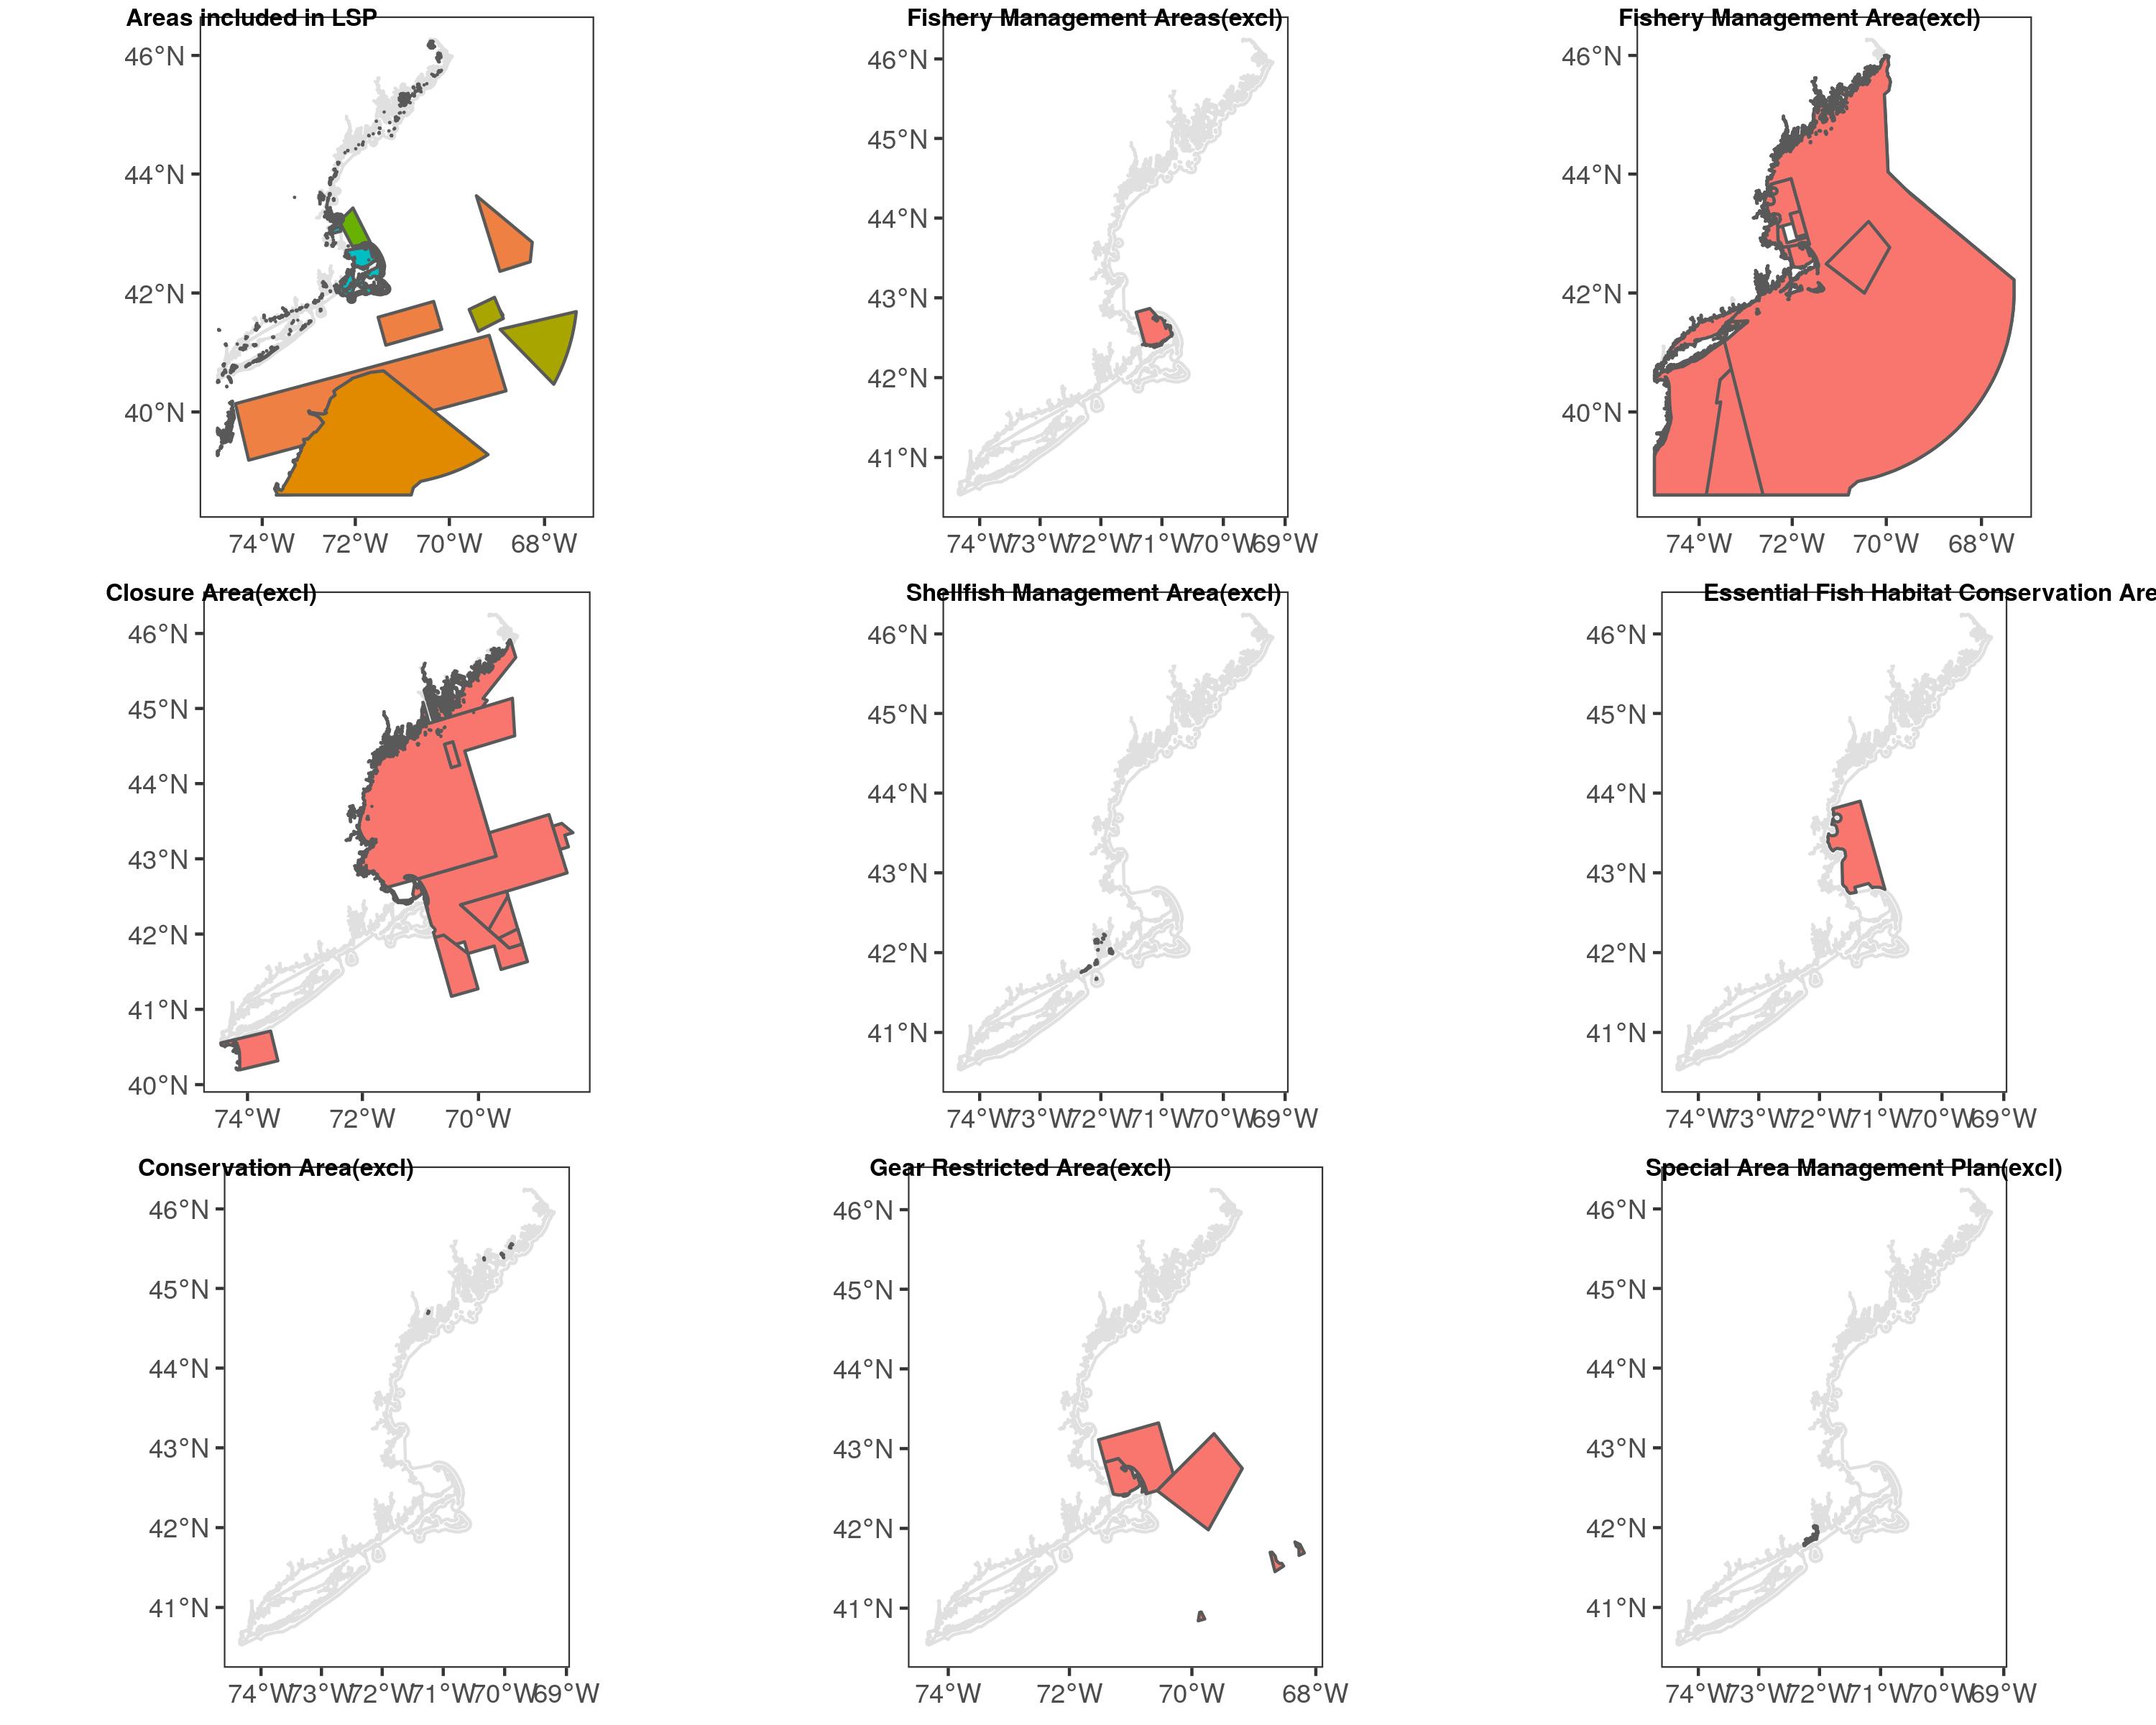 Areas included in LSP
Fishery Management Areas(excl)
Fishery Management Area(excl)
46°N
44°N
42°N
40°N
74°W 72°W 70°W 68°W
46°N
45°N
44°N
43°N
42°N
41°N
74°W 73°W 72°W 71°W 70°W 69°W
46°N
44°N
42°N
40°N
74°W 72°W 70°W 68°W
Closure Area(excl)
Shellfish Management Area(excl)
Essential Fish Habitat Conservation Are
46°N
45°N
44°N
43°N
42°N
41°N
40°N
74°W 72°W 70°W
46°N
45°N
44°N
43°N
42°N
41°N
74°W 73°W 72°W 71°W 70°W 69°W
46°N
45°N
44°N
43°N
42°N
41°N
74°W 73°W 72°W 71°W 70°W 69°W
Conservation Area(excl)
Gear Restricted Area(excl)
Special Area Management Plan(excl)
46°N
45°N
44°N
43°N
42°N
41°N
74°W 73°W 72°W 71°W 70°W 69°W
46°N
45°N
44°N
43°N
42°N
41°N
74°W 72°W 70°W 68°W
46°N
45°N
44°N
43°N
42°N
41°N
74°W 73°W 72°W 71°W 70°W 69°W